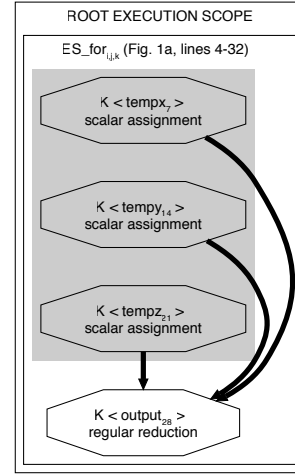 ROOT EXECUTION SCOPE
ES_for_i,j,k (Fig. 1a, lines 4-32)
K < tempx_7 >
scalar assignment
K < tempy_14 >
scalar assignment
K < tempz_21 >
scalar assignment
K < output_28 >
regular reduction